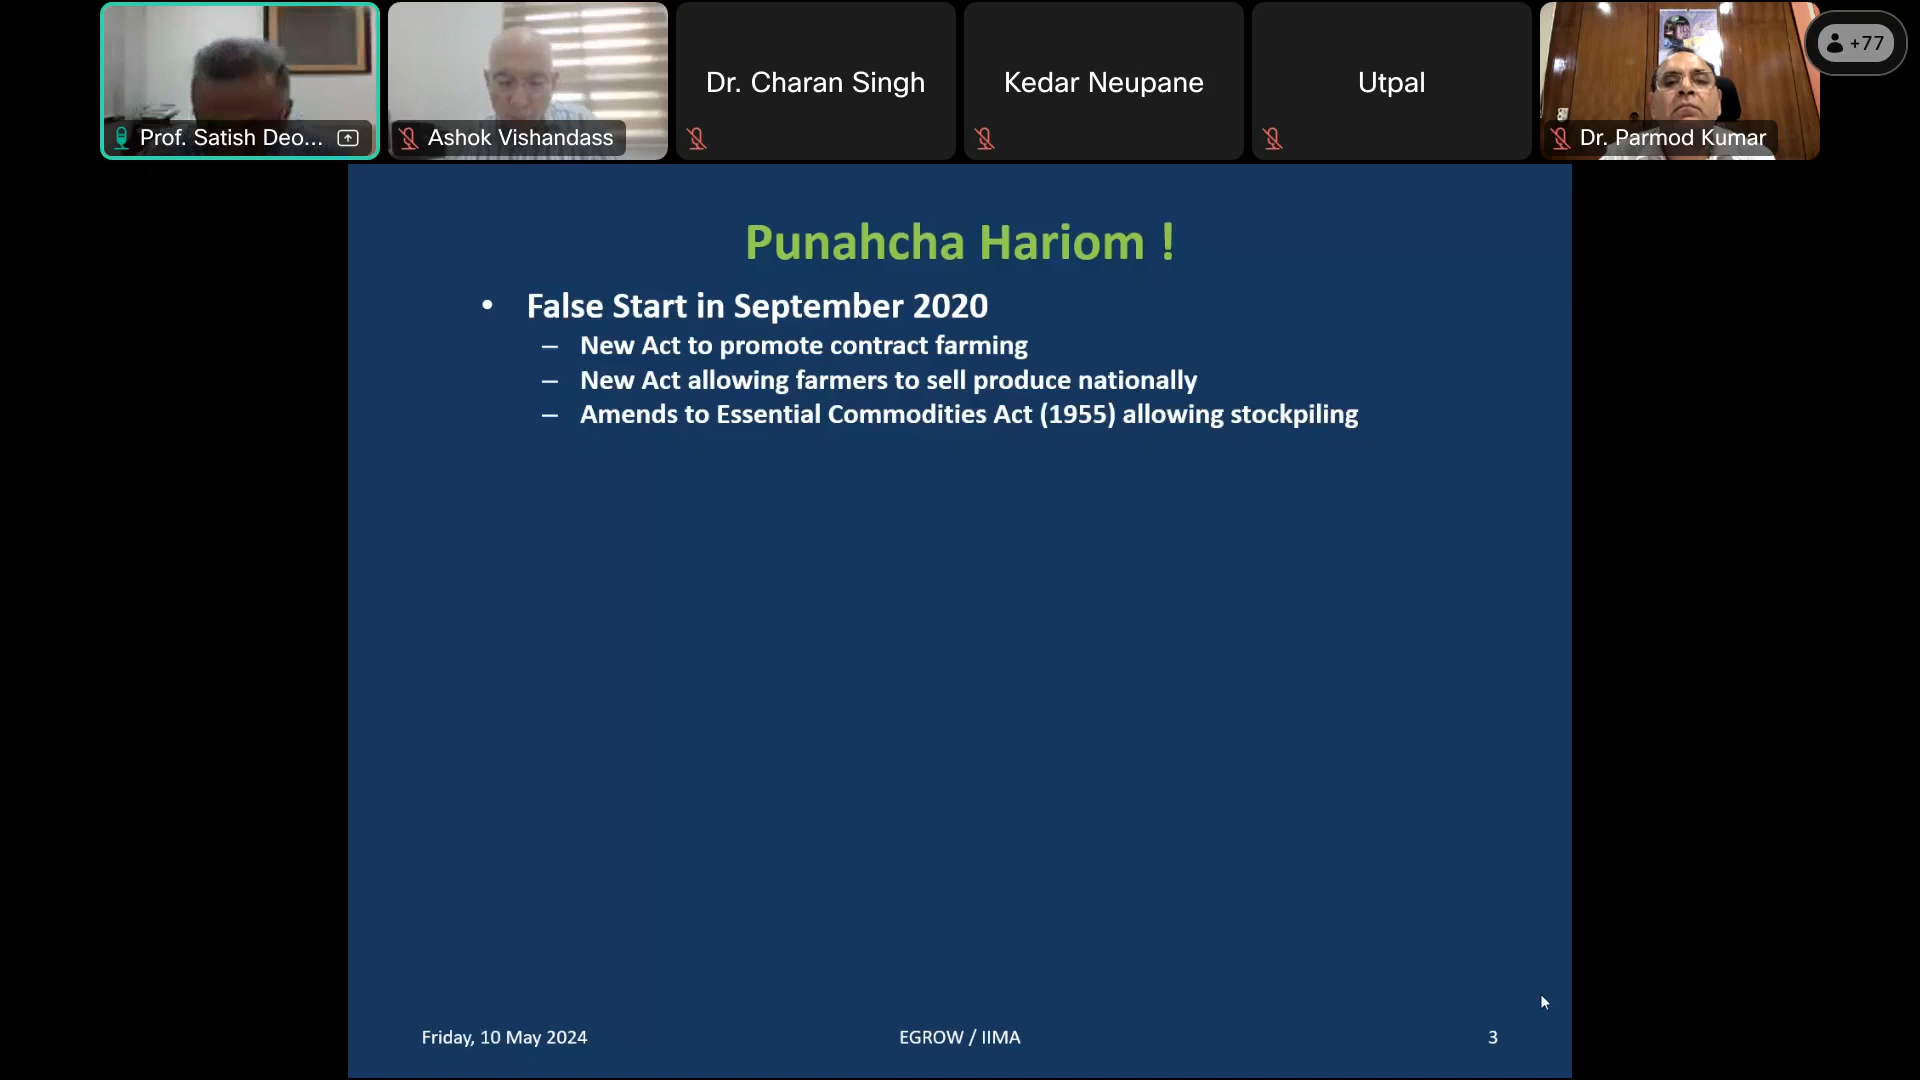 Prof. Satish Deo...
Ashok Vishandass
Dr. Charan Singh
Kedar Neupane
Utpal
Dr. Parmod Kumar
+77
Punahcha Hariom !
• False Start in September 2020
– New Act to promote contract farming
– New Act allowing farmers to sell produce nationally
– Amends to Essential Commodities Act (1955) allowing stockpiling
Friday, 10 May 2024
EGROW / IIMA
3